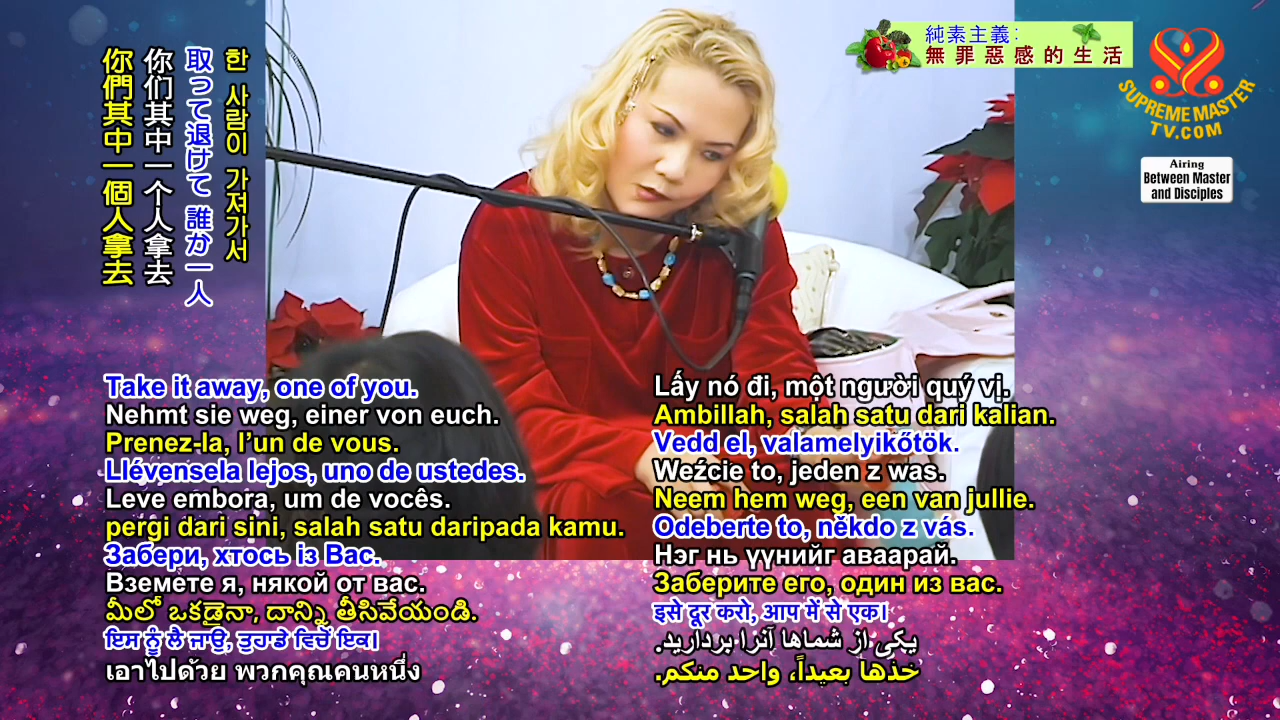 純素主義:
無罪惡感的生活
SUPREME MASTER
TV.COM
Airing
Between Master
and Disciples
한 사람이 가져가서
取って退けて 誰か一人
你们其中一个人拿去
你們其中一個人拿去
Take it away, one of you.
Nehmt sie weg, einer von euch.
Prenez-la, l’un de vous.
Llévensela lejos, uno de ustedes.
Leve embora, um de vocês.
pergi dari sini, salah satu daripada kamu.
Забери, хтось із Вас.
Вземете я, някой от вас.
మీలో ఒకడైనా, దాన్ని తీసివేయండి.
ਇਸ ਨੂੰ ਲੈ ਜਾਉ, ਤੁਹਾਡੇ ਵਿਚੋਂ ਇਕ।
เอาไปด้วย พวกคุณคนหนึ่ง
Lấy nó đi, một người quý vị.
Ambillah, salah satu dari kalian.
Vedd el, valamelyikőtök.
Weźcie to, jeden z was.
Neem hem weg, een van jullie.
Odeberte to, někdo z vás.
Нэг нь үүнийг аваарай.
Заберите его, один из вас.
इसे दूर करो, आप में से एक।
یکی از شماها آنرا بردارید.
خذها بعيداً، واحد منكم.